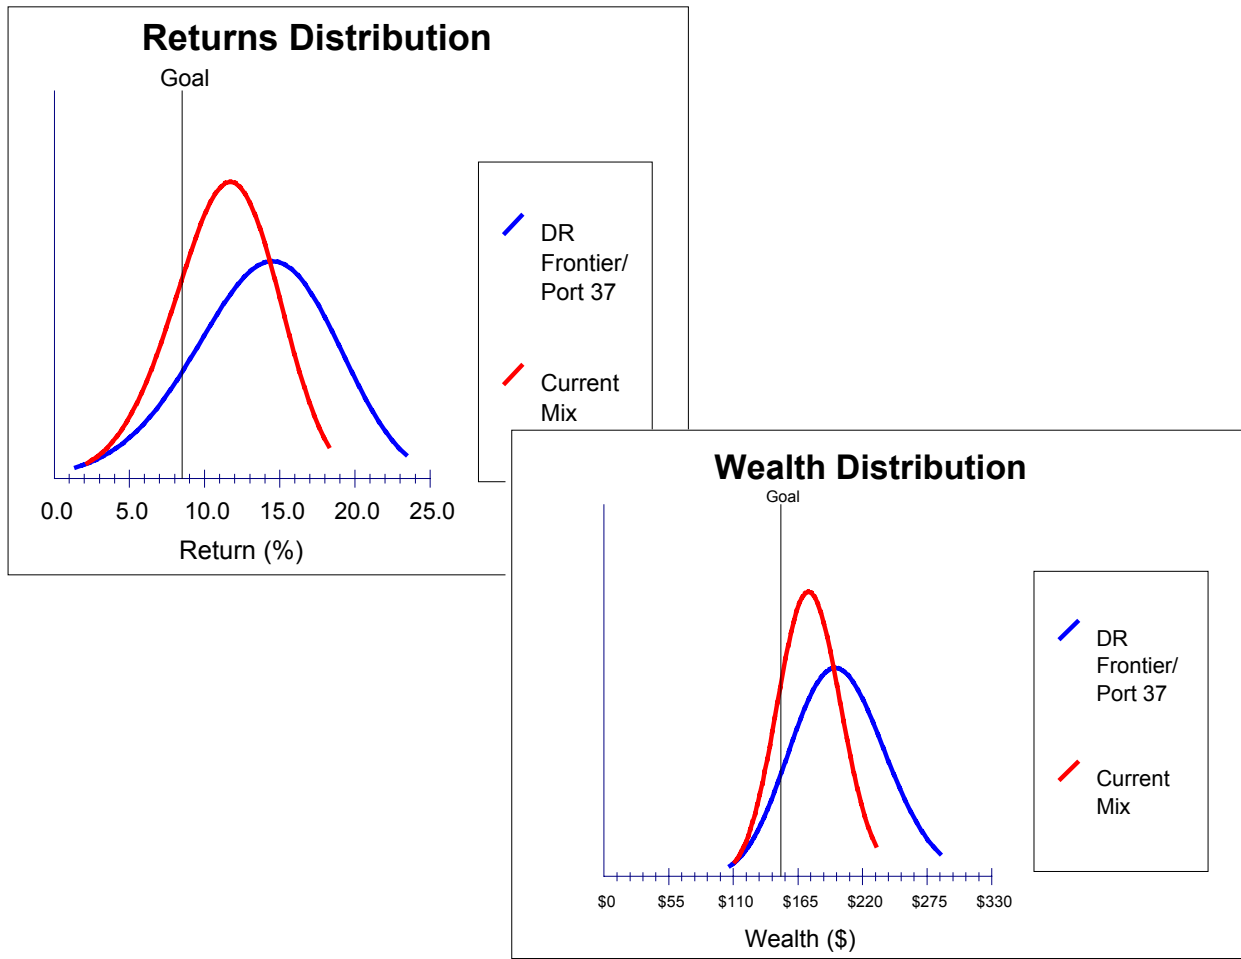 Returns Distribution
Goal
DR
Frontier/
Port 37
Current
Mix
0.0 5.0 10.0 15.0 20.0 25.0
Return (%)
Wealth Distribution
Goal
DR
Frontier/
Port 37
Current
Mix
$0 $55 $110 $165 $220 $275 $330
Wealth ($)